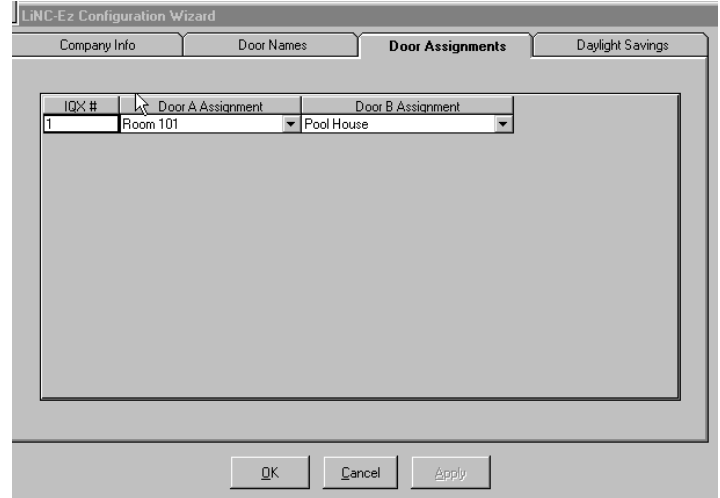 LiNC-Ez Configuration Wizard
Company Info Door Names Door Assignments Daylight Savings
IQX # Door A Assignment Door B Assignment
1 Room 101 Pool House
OK Cancel Apply